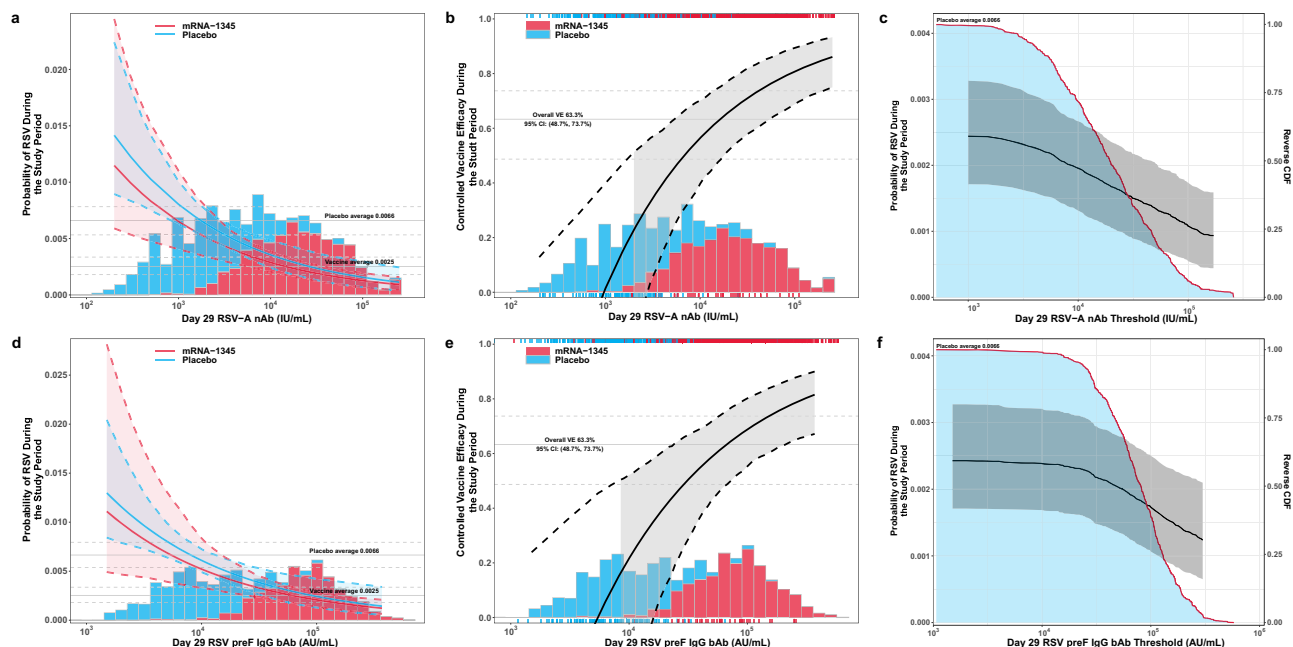 a
mRNA−1345
Placebo
Probability of RSV During
the Study Period
0.020
0.015
0.010
0.005
0.000
Placebo average 0.0066
Vaccine average 0.0025
10²
10³
10⁴
10⁵
Day 29 RSV−A nAb (IU/mL)
b
mRNA−1345
Placebo
Controlled Vaccine Efficacy During
the Studt Period
1.0
0.8
0.6
0.4
0.2
0.0
Overall VE 63.3%
95% CI: (48.7%, 73.7%)
10²
10³
10⁴
10⁵
Day 29 RSV−A nAb (IU/mL)
c
Placebo average 0.0066
Probability of RSV During
the Study Period
0.004
0.003
0.002
0.001
0.000
1.00
0.75
0.50
0.25
0.00
Reverse CDF
10³
10⁴
10⁵
Day 29 RSV−A nAb Threshold (IU/mL)
d
mRNA−1345
Placebo
Probability of RSV During
the Study Period
0.025
0.020
0.015
0.010
0.005
0.000
Placebo average 0.0066
Vaccine average 0.0025
10³
10⁴
10⁵
Day 29 RSV preF IgG bAb (AU/mL)
e
mRNA−1345
Placebo
Controlled Vaccine Efficacy During
the Study Period
1.0
0.8
0.6
0.4
0.2
0.0
Overall VE 63.3%
95% CI: (48.7%, 73.7%)
10³
10⁴
10⁵
Day 29 RSV preF IgG bAb (AU/mL)
f
Placebo average 0.0066
Probability of RSV During
the Study Period
0.004
0.003
0.002
0.001
0.000
1.00
0.75
0.50
0.25
0.00
Reverse CDF
10³
10⁴
10⁵
10⁶
Day 29 RSV preF IgG bAb Threshold (AU/mL)